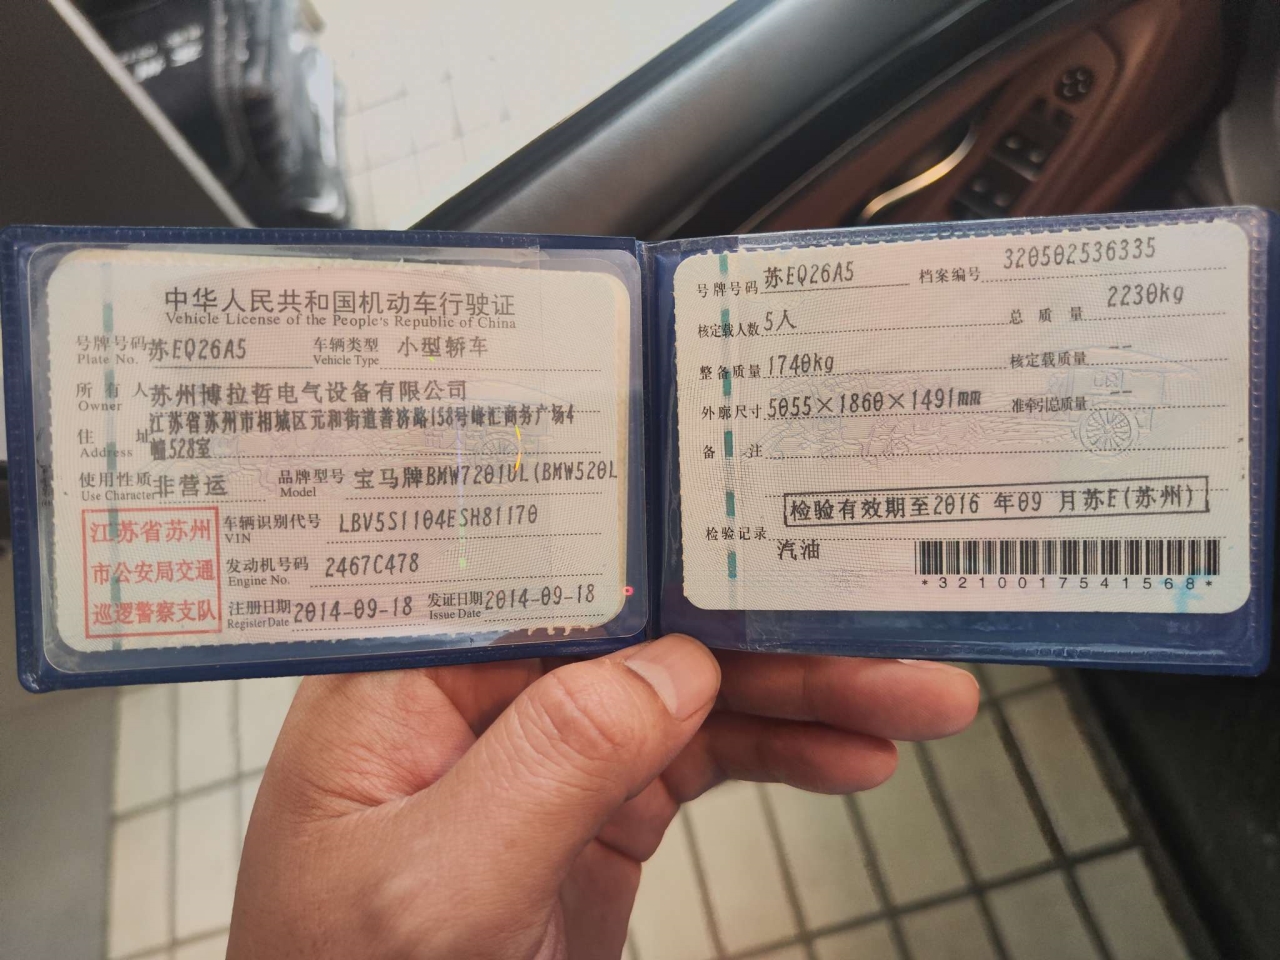 中华人民共和国机动车行驶证
Vehicle License of the People's Republic of China
号牌号码 苏EQ26A5 车辆类型 小型轿车
Plate No. Vehicle Type
所有人 苏州博拉哲电气设备有限公司
Owner
江苏省苏州市相城区元和街道善济路158号峰汇商务广场4
住址 幢528室
Address
使用性质 非营运 品牌型号 宝马牌BMW7201UL(BMW520L
Use Character Model
江苏省苏州
市公安局交通
巡逻警察支队
车辆识别代号 LBV5S1104ESH81170
VIN
发动机号码 2467C478
Engine No.
注册日期 2014-09-18 发证日期 2014-09-18
Register Date Issue Date
号牌号码 苏EQ26A5 档案编号 320502536335
核定载人数 5人 总质量 2230kg
整备质量 1740kg 核定载质量 --
外廓尺寸 5055×1860×1491mm 准牵引总质量 --
备注
检验有效期至2016 年09 月苏E(苏州)
检验记录
汽油
*3210017541568*